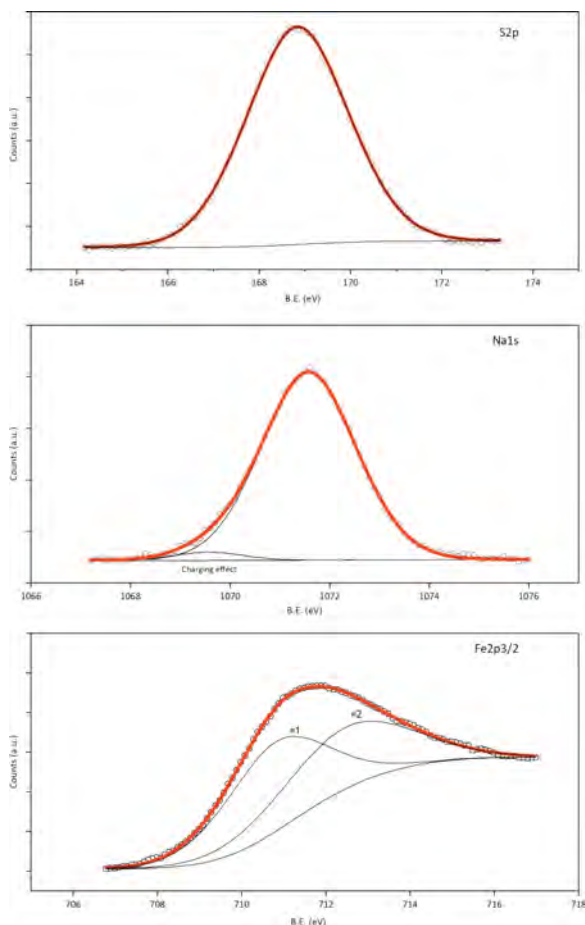 S2p
Counts (a.u.)
164 166 168 170 172 174
B.E. (eV)
Na1s
Counts (a.u.)
Charging effect
1066 1068 1070 1072 1074 1076
B.E. (eV)
Fe2p3/2
#1 #2
Counts (a.u.)
706 708 710 712 714 716 718
B.E. (eV)